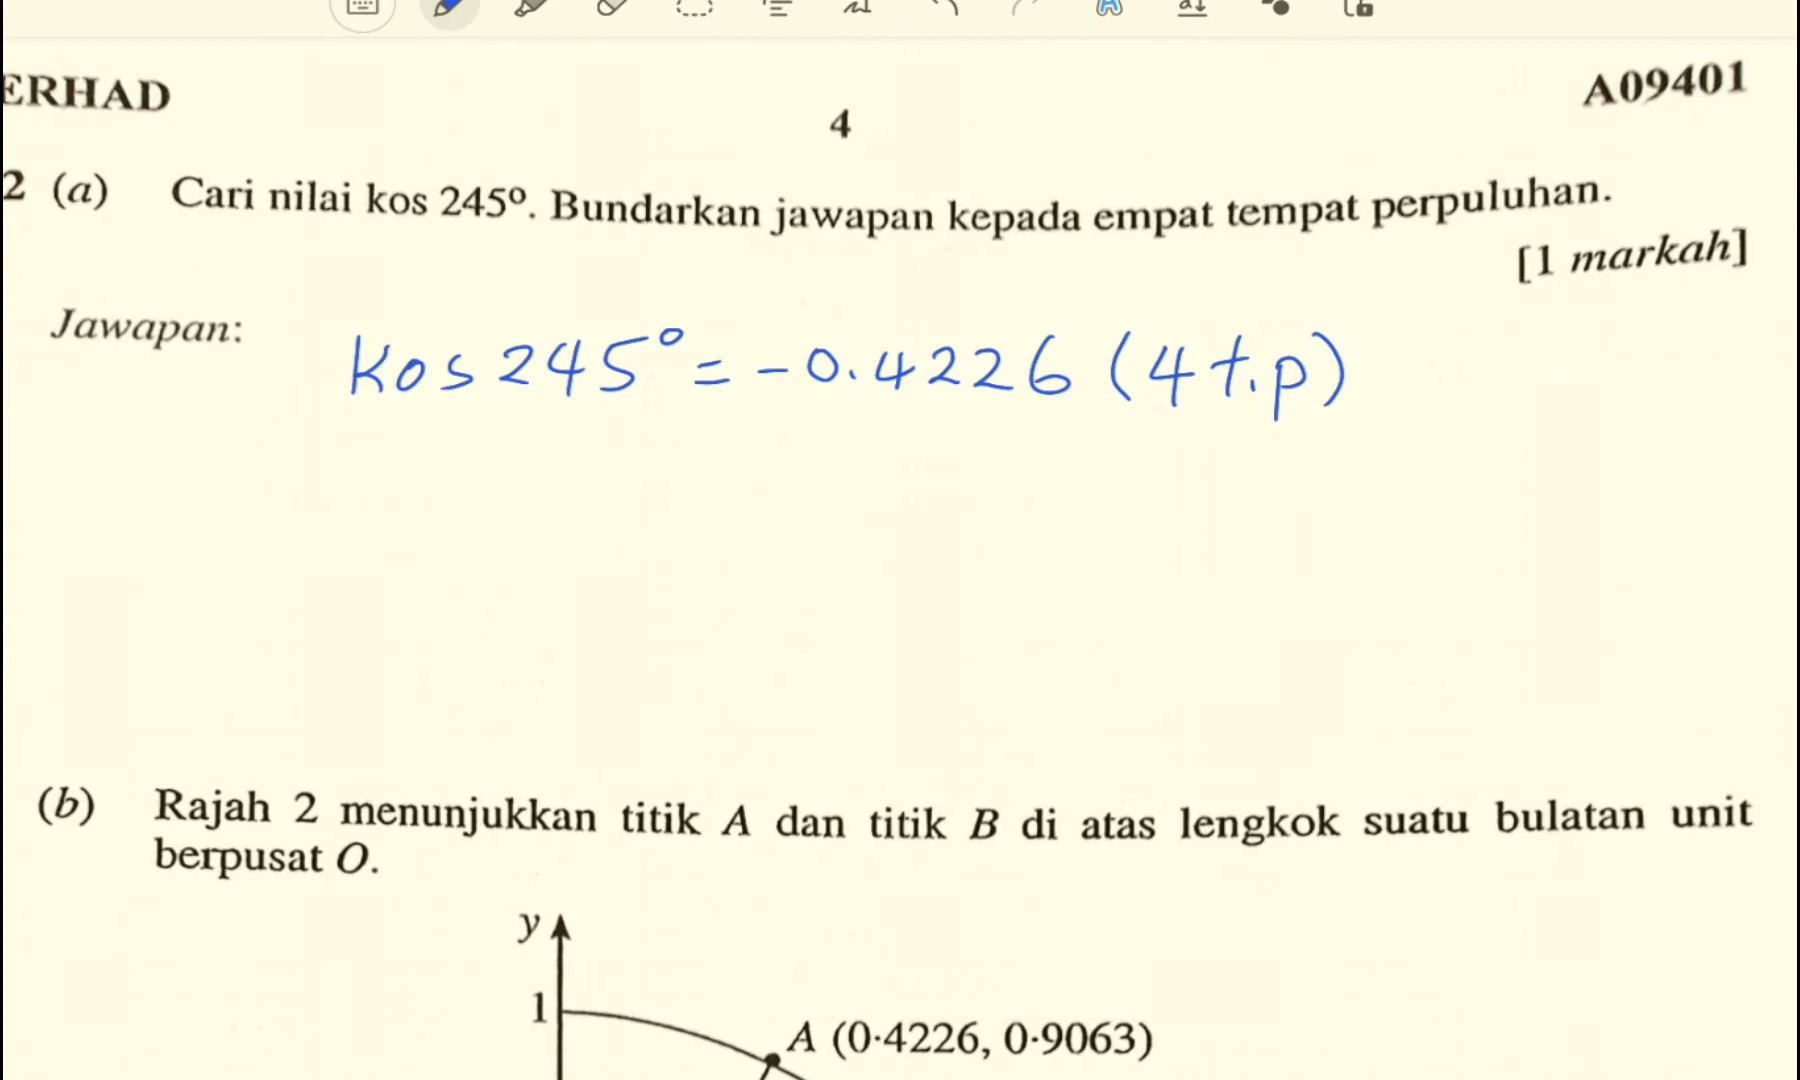 ERHAD
A09401
4
2 (a) Cari nilai kos 245º. Bundarkan jawapan kepada empat tempat perpuluhan.
[1 markah]
Jawapan:
Kos 245° = -0.4226 (4 t.p)
(b) Rajah 2 menunjukkan titik A dan titik B di atas lengkok suatu bulatan unit
berpusat O.
y
1
A (0·4226, 0·9063)